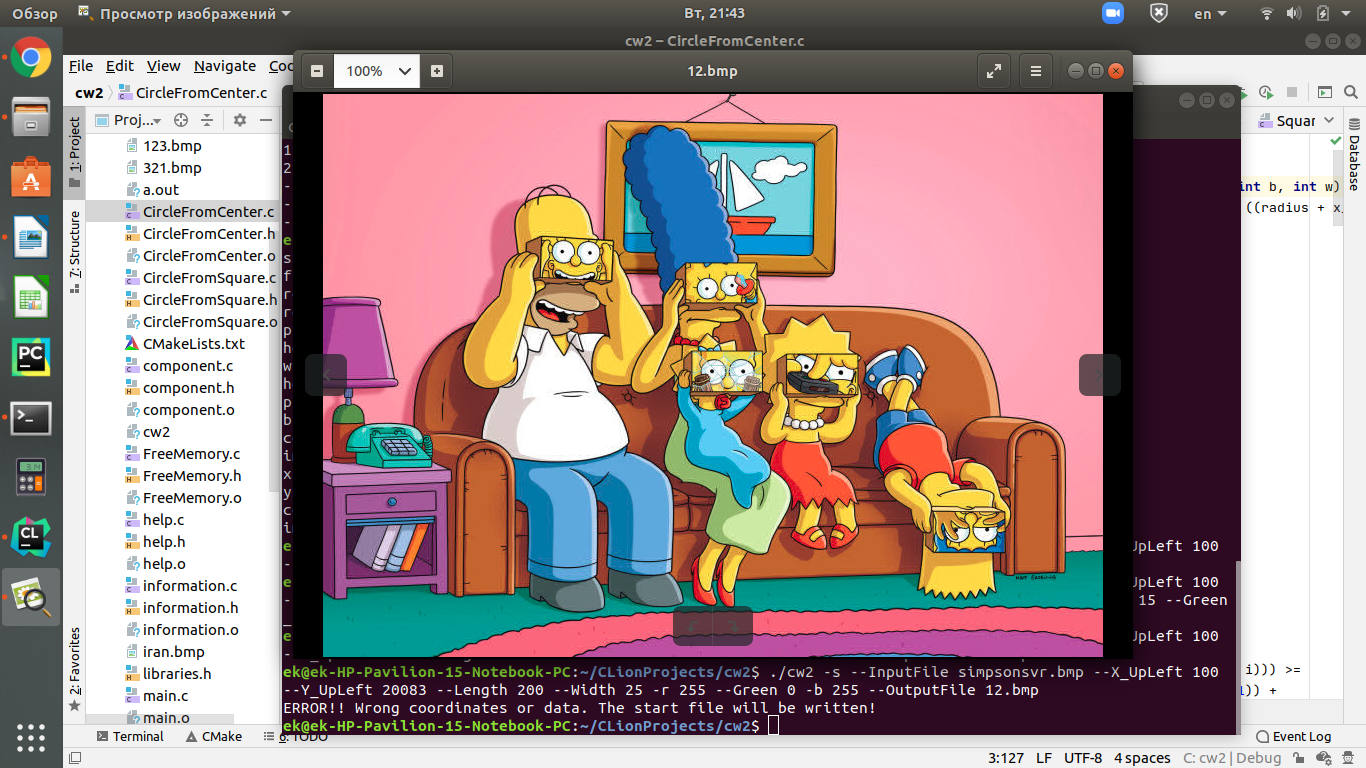 Обзор Просмотр изображений Вт, 21:43 en
cw2 – CircleFromCenter.c
File Edit View Navigate
100% 12.bmp
cw2 CircleFromCenter.c
Proj... Squar
1: Project
7: Structure
2: Favorites
Database
123.bmp
321.bmp
a.out
CircleFromCenter.c
CircleFromCenter.h
CircleFromCenter.o
CircleFromSquare.c
CircleFromSquare.h
CircleFromSquare.o
CMakeLists.txt
component.c
component.h
component.o
cw2
FreeMemory.c
FreeMemory.h
FreeMemory.o
help.c
help.h
help.o
information.c
information.h
information.o
iran.bmp
libraries.h
main.c
main.o
int b, int w)
((radius + x_
PC
CL
_UpLeft 100
_UpLeft 100
15 --Green
_UpLeft 100
i))) >=
i)) +
ek@ek-HP-Pavilion-15-Notebook-PC:~/CLionProjects/cw2$ ./cw2 -s --InputFile simpsonsvr.bmp --X_UpLeft 100
--Y_UpLeft 20083 --Length 200 --Width 25 -r 255 --Green 0 -b 255 --OutputFile 12.bmp
ERROR!! Wrong coordinates or data. The start file will be written!
ek@ek-HP-Pavilion-15-Notebook-PC:~/CLionProjects/cw2$
Terminal CMake 6: TODO Event Log
3:127 LF UTF-8 4 spaces C: cw2 | Debug